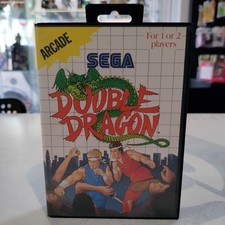 ARCADE
For 1 or 2
players
SEGA
DOUBLE
DRAGON